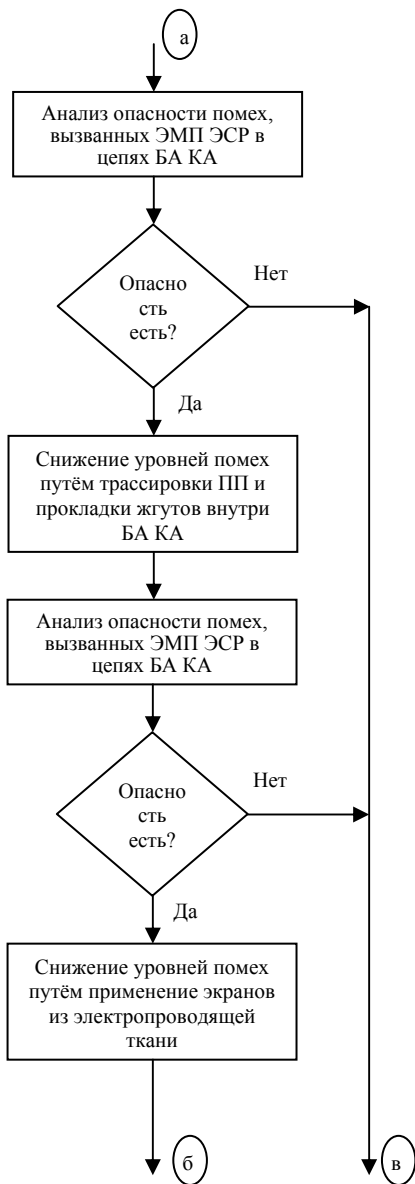 а
Анализ опасности помех,
вызванных ЭМП ЭСР в
цепях БА КА
Опасно
сть
есть?
Нет
Да
Снижение уровней помех
путём трассировки ПП и
прокладки жгутов внутри
БА КА
Анализ опасности помех,
вызванных ЭМП ЭСР в
цепях БА КА
Опасно
сть
есть?
Нет
Да
Снижение уровней помех
путём применение экранов
из электропроводящей
ткани
б
в